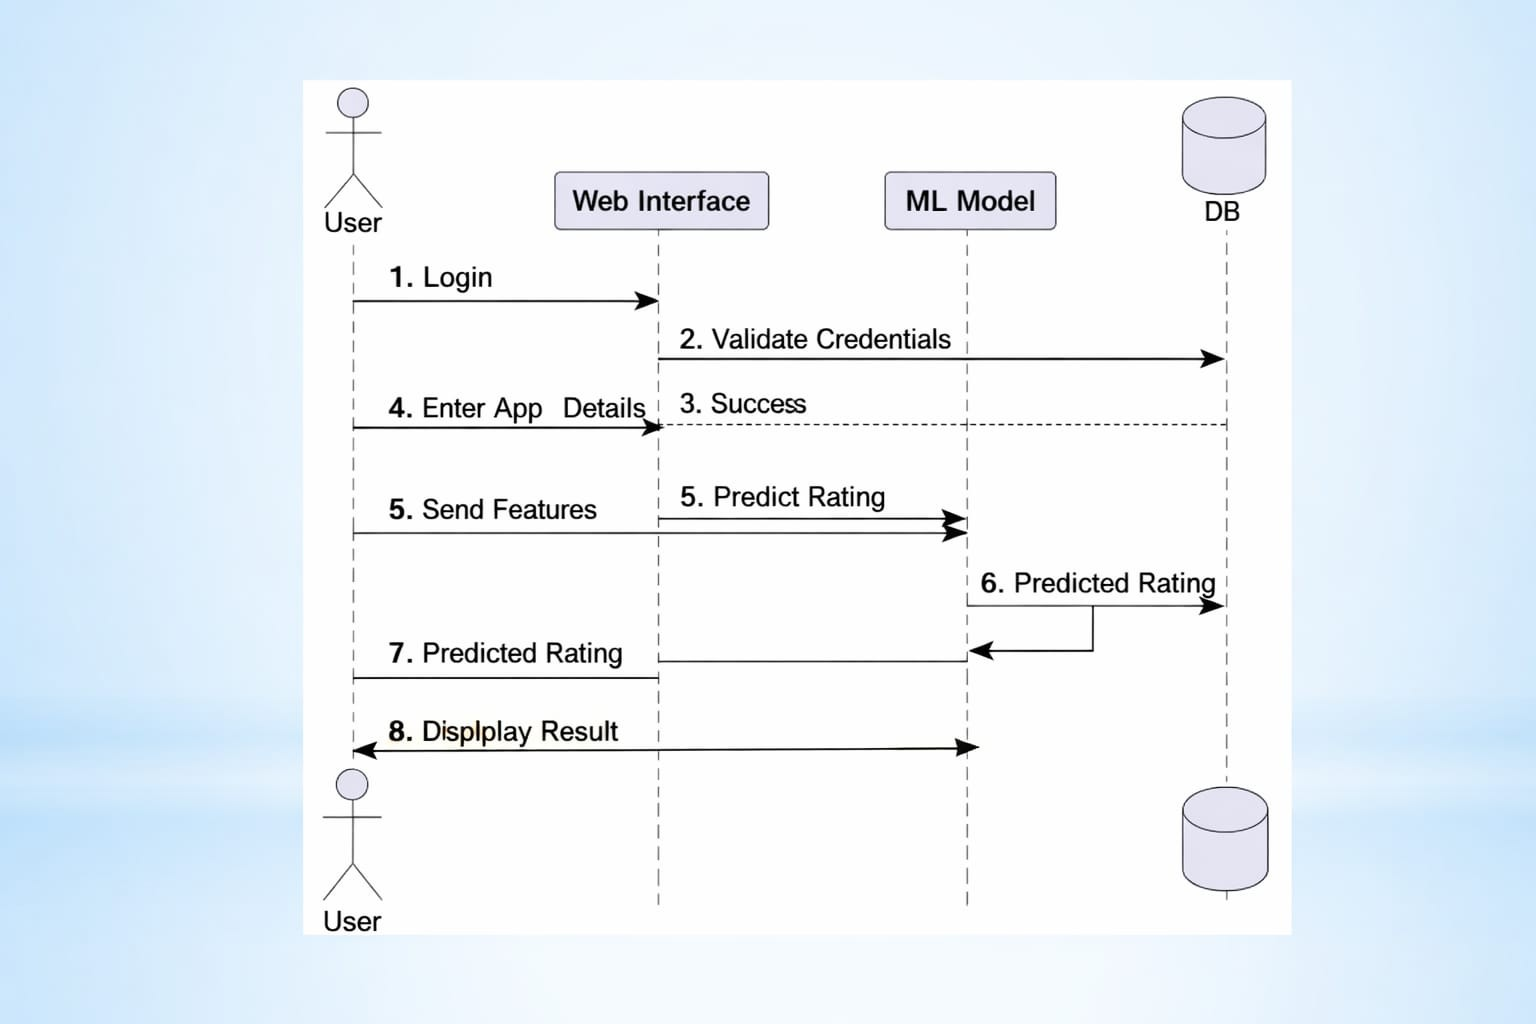 User
Web Interface
ML Model
DB
1. Login
2. Validate Credentials
4. Enter App Details
3. Success
5. Send Features
5. Predict Rating
6. Predicted Rating
7. Predicted Rating
8. Displplay Result
User